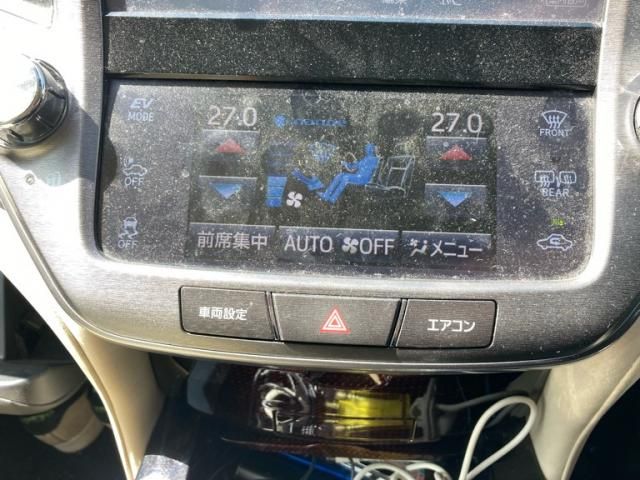 EV
MODE
27.0
27.0
FRONT
OFF
REAR
OFF
前席集中
AUTO
OFF
メニュー
車両設定
エアコン